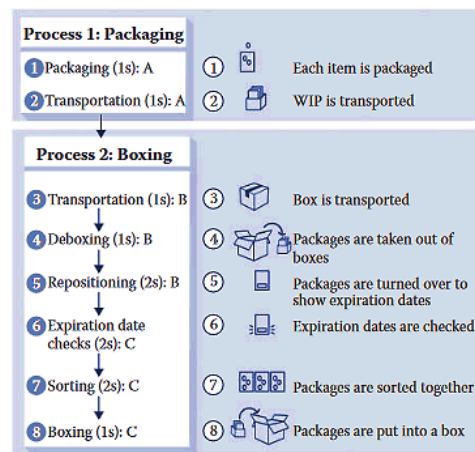 Process 1: Packaging
1 Packaging (1s): A
1 Each item is packaged
2 Transportation (1s): A
2 WIP is transported
Process 2: Boxing
3 Transportation (1s): B
3 Box is transported
4 Deboxing (1s): B
4 Packages are taken out of
boxes
5 Repositioning (2s): B
5 Packages are turned over to
show expiration dates
6 Expiration date
checks (2s): C
6 Expiration dates are checked
7 Sorting (2s): C
7 Packages are sorted together
8 Boxing (1s): C
8 Packages are put into a box